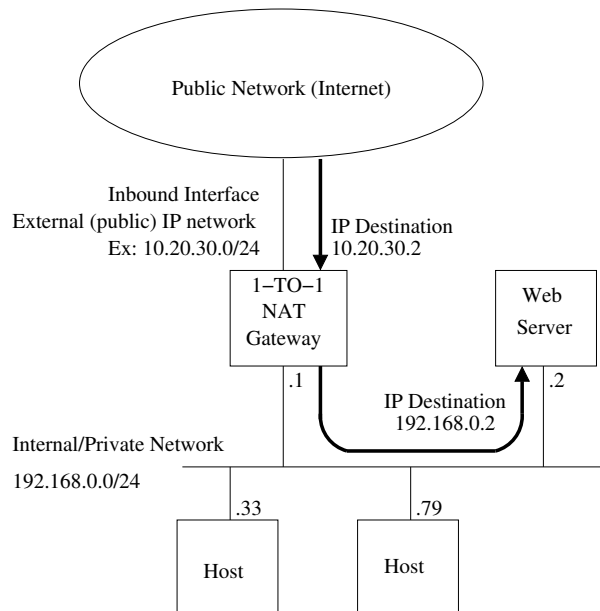 Public Network (Internet)
Inbound Interface
External (public) IP network
Ex: 10.20.30.0/24
IP Destination
10.20.30.2
1−TO−1
NAT
Gateway
Web
Server
.1
.2
IP Destination
192.168.0.2
Internal/Private Network
192.168.0.0/24
.33
.79
Host
Host